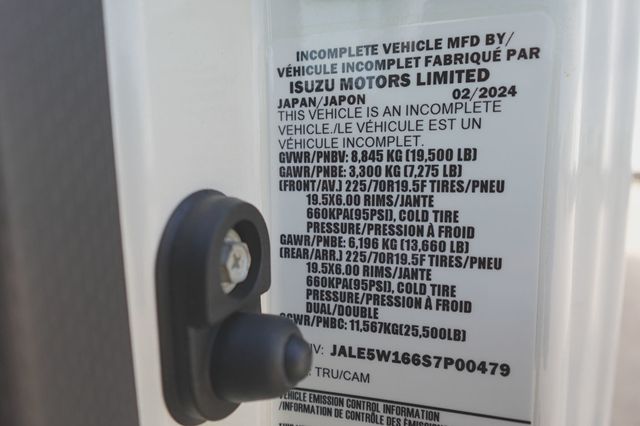 INCOMPLETE VEHICLE MFD BY/
VÉHICULE INCOMPLET FABRIQUÉ PAR
ISUZU MOTORS LIMITED
JAPAN/JAPON 02/2024
THIS VEHICLE IS AN INCOMPLETE
VEHICLE./LE VÉHICULE EST UN
VÉHICULE INCOMPLET.
GVWR/PNBV: 8,845 KG (19,500 LB)
GAWR/PNBE: 3,300 KG (7,275 LB)
(FRONT/AV.) 225/70R19.5F TIRES/PNEU
19.5X6.00 RIMS/JANTE
660KPA(95PSI), COLD TIRE
PRESSURE/PRESSION À FROID
GAWR/PNBE: 6,196 KG (13,660 LB)
(REAR/ARR.) 225/70R19.5F TIRES/PNEU
19.5X6.00 RIMS/JANTE
660KPA(95PSI), COLD TIRE
PRESSURE/PRESSION À FROID
DUAL/DOUBLE
GCWR/PNBC: 11,567KG(25,500LB)
IV: JALE5W166S7P00479
: TRU/CAM
VEHICLE EMISSION CONTROL INFORMATION
/INFORMATION DE CONTRÔLE DES